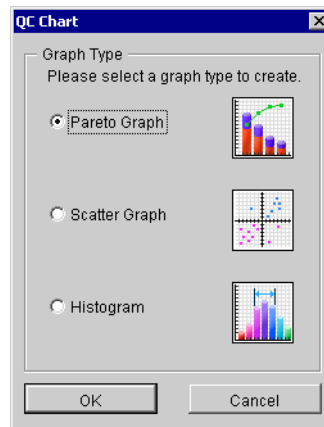 QC Chart
Graph Type
Please select a graph type to create.
Pareto Graph
Scatter Graph
Histogram
OK
Cancel